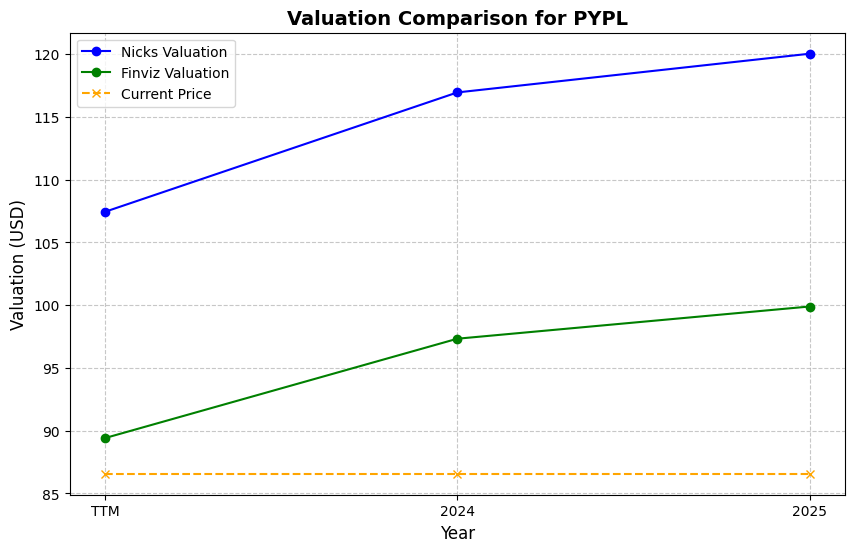 Valuation Comparison for PYPL
Nicks Valuation
Finviz Valuation
Current Price
Valuation (USD)
120
115
110
105
100
95
90
85
TTM
2024
2025
Year